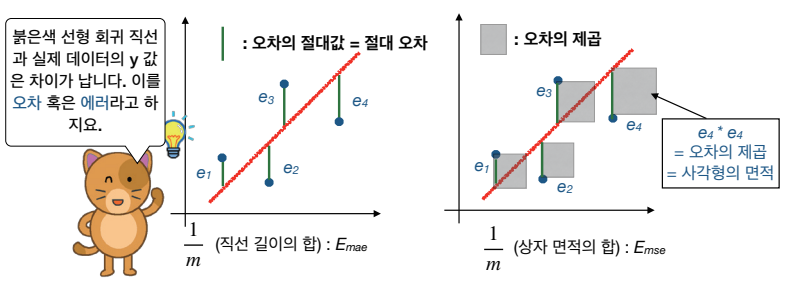 붉은색 선형 회귀 직선
과 실제 데이터의 y 값
은 차이가 납니다. 이를
오차 혹은 에러라고 하
지요.
: 오차의 절대값 = 절대 오차
e3
e4
e1
e2
1
m
(직선 길이의 합) : Emae
: 오차의 제곱
e3
e4
e1
e2
e4 * e4
= 오차의 제곱
= 사각형의 면적
1
m
(상자 면적의 합) : Emse